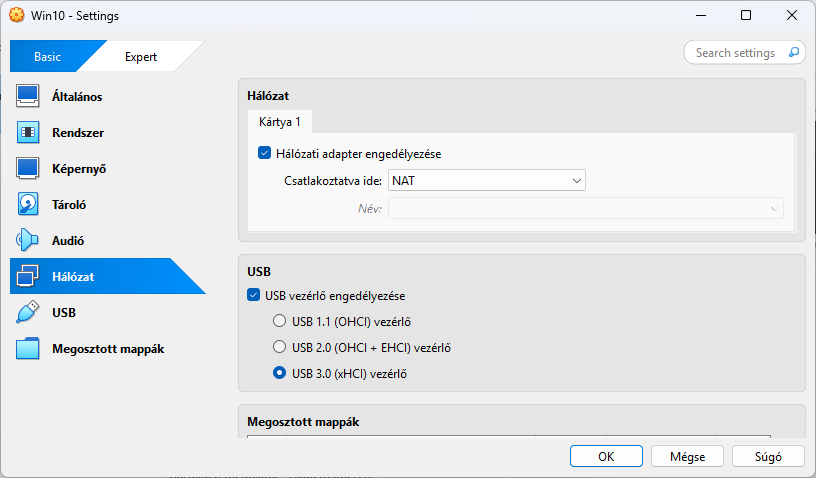 Win10 - Settings
Basic
Expert
Search settings
Általános
Rendszer
Képernyő
Tároló
Audió
Hálózat
USB
Megosztott mappák
Hálózat
Kártya 1
Hálózati adapter engedélyezése
Csatlakoztatva ide: NAT
Név:
USB
USB vezérlő engedélyezése
USB 1.1 (OHCI) vezérlő
USB 2.0 (OHCI + EHCI) vezérlő
USB 3.0 (xHCI) vezérlő
Megosztott mappák
OK
Mégse
Súgó